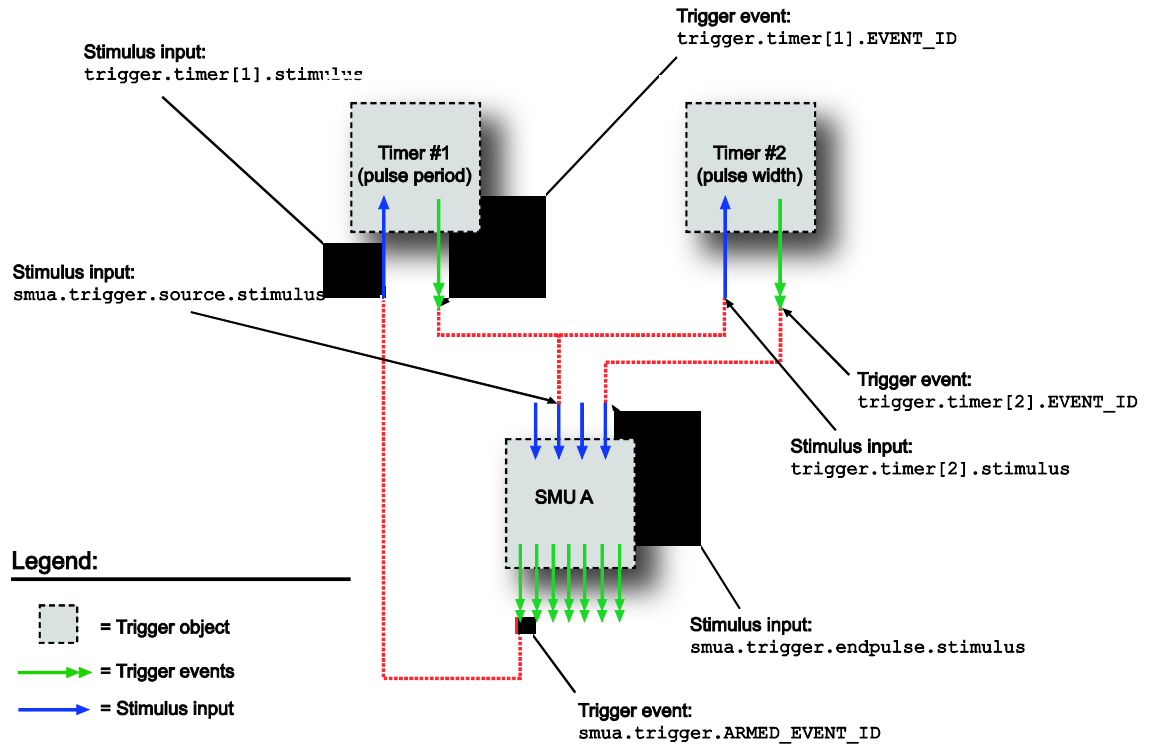 Trigger event:
trigger.timer[1].EVENT_ID
Stimulus input:
trigger.timer[1].stimulus
Timer #1
(pulse period)
Timer #2
(pulse width)
Stimulus input:
smua.trigger.source.stimulus
Trigger event:
trigger.timer[2].EVENT_ID
Stimulus input:
trigger.timer[2].stimulus
SMU A
Legend:
= Trigger object
= Trigger events
= Stimulus input
Stimulus input:
smua.trigger.endpulse.stimulus
Trigger event:
smua.trigger.ARMED_EVENT_ID